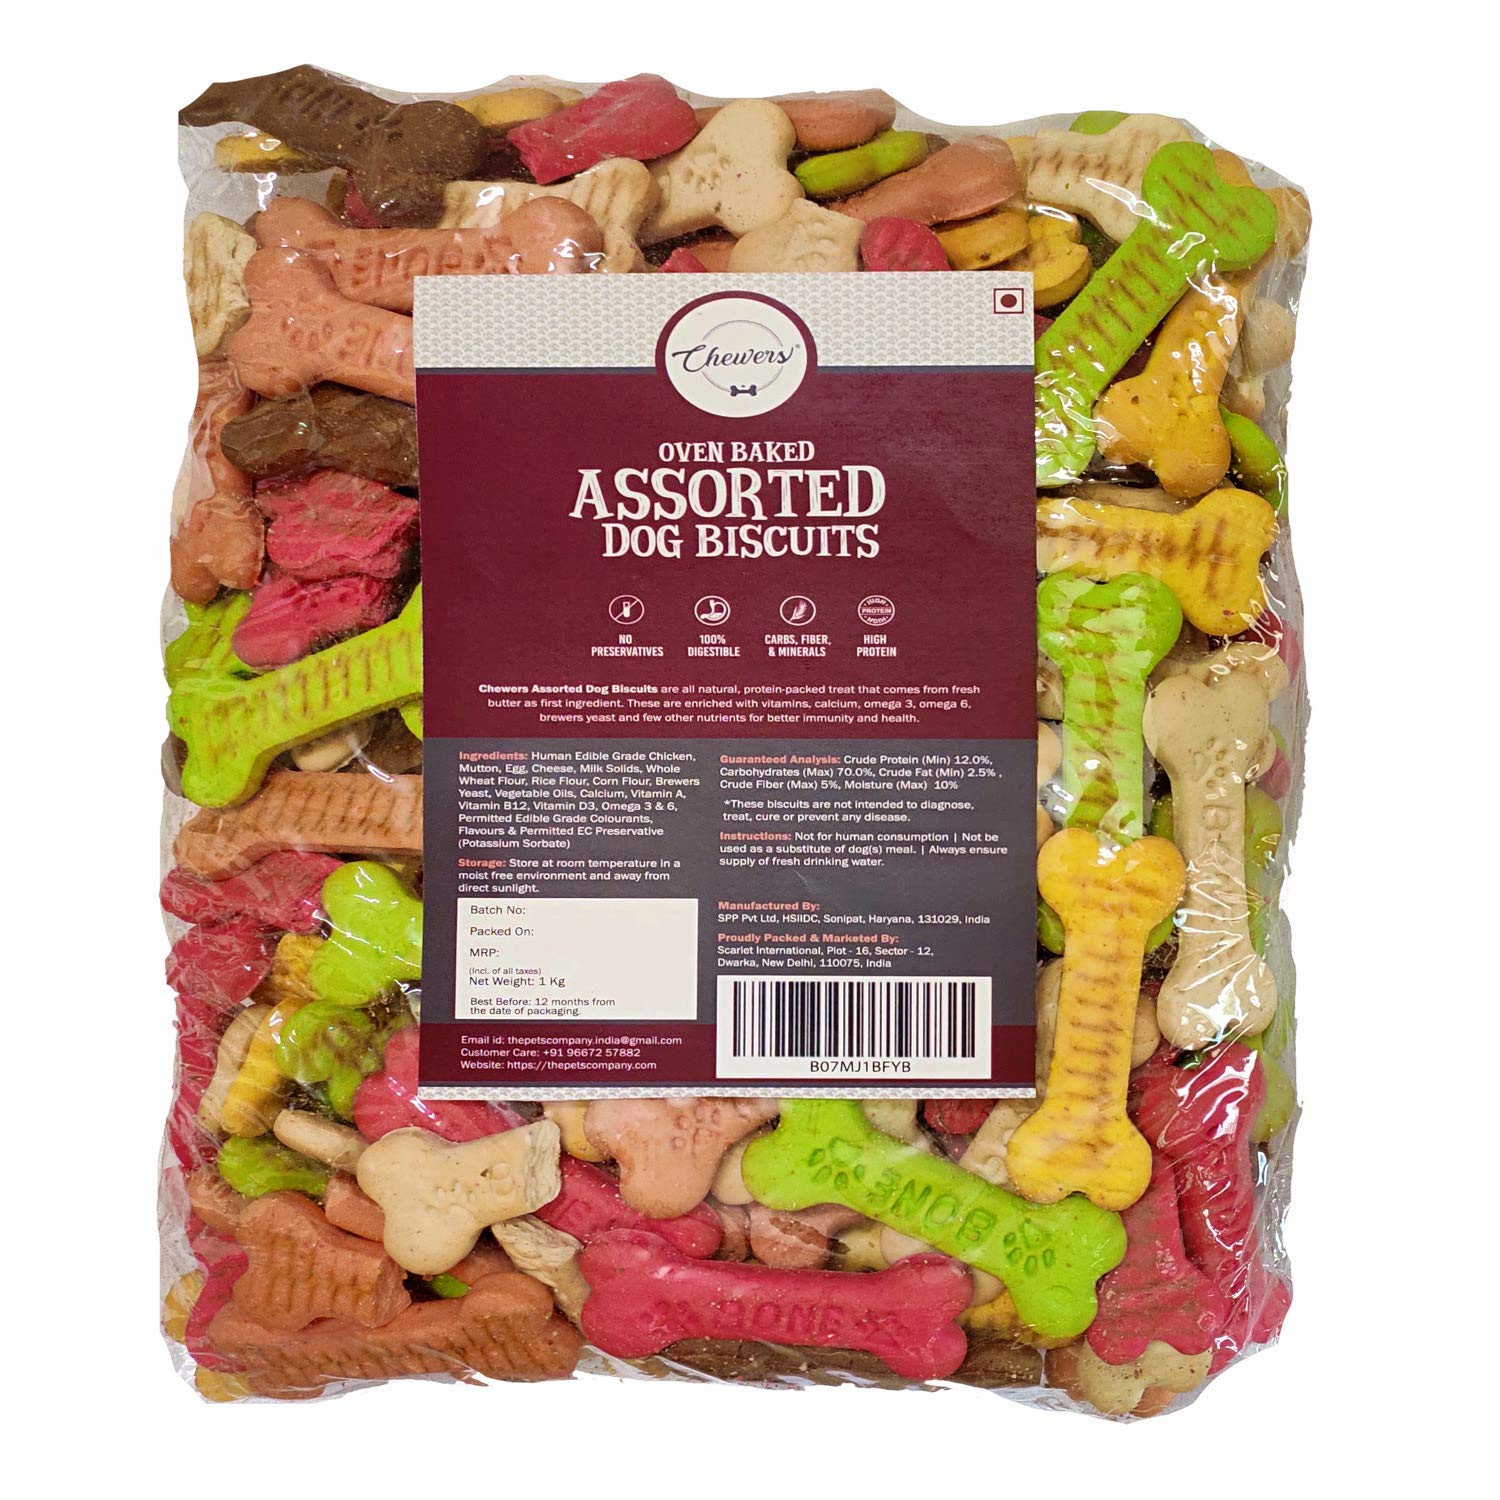 Chewers
OVEN BAKED
ASSORTED
DOG BISCUITS
NO
PRESERVATIVES
100%
DIGESTIBLE
CARBS, FIBER,
& MINERALS
HIGH
PROTEIN
HIGH
PROTEIN
Chewers Assorted Dog Biscuits are all natural, protein-packed treat that comes from fresh
butter as first ingredient. These are enriched with vitamins, calcium, omega 3, omega 6,
brewers yeast and few other nutrients for better immunity and health.
Ingredients: Human Edible Grade Chicken,
Mutton, Egg, Cheese, Milk Solids, Whole
Wheat Flour, Rice Flour, Corn Flour, Brewers
Yeast, Vegetable Oils, Calcium, Vitamin A,
Vitamin B12, Vitamin D3, Omega 3 & 6,
Permitted Edible Grade Colourants,
Flavours & Permitted EC Preservative
(Potassium Sorbate)
Storage: Store at room temperature in a
moist free environment and away from
direct sunlight.
Batch No:
Packed On:
MRP:
(Incl. of all taxes)
Net Weight: 1 Kg
Best Before: 12 months from
the date of packaging.
Email id: thepetscompany.india@gmail.com
Customer Care: +91 96672 57882
Website: https://thepetscompany.com
Guaranteed Analysis: Crude Protein (Min) 12.0%,
Carbohydrates (Max) 70.0%, Crude Fat (Min) 2.5% ,
Crude Fiber (Max) 5%, Moisture (Max) 10%
*These biscuits are not intended to diagnose,
treat, cure or prevent any disease.
Instructions: Not for human consumption | Not be
used as a substitute of dog(s) meal. | Always ensure
supply of fresh drinking water.
Manufactured By:
SPP Pvt Ltd, HSIIDC, Sonipat, Haryana, 131029, India
Proudly Packed & Marketed By:
Scarlet International, Plot - 16, Sector - 12,
Dwarka, New Delhi, 110075, India
B07MJ1BFYB
BONE
BONE
BONE